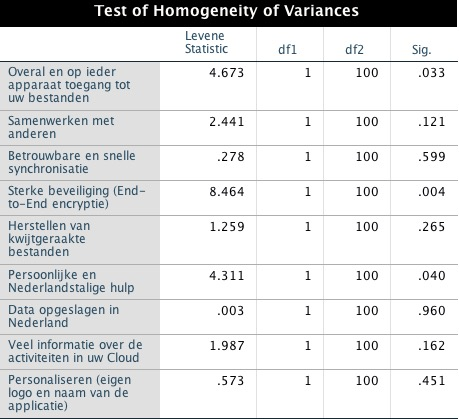 Test of Homogeneity of Variances
Levene
Statistic df1 df2 Sig.
Overal en op ieder
apparaat toegang tot
uw bestanden 4.673 1 100 .033
Samenwerken met
anderen 2.441 1 100 .121
Betrouwbare en snelle
synchronisatie .278 1 100 .599
Sterke beveiliging (End-
to-End encryptie) 8.464 1 100 .004
Herstellen van
kwijtgeraakte
bestanden 1.259 1 100 .265
Persoonlijke en
Nederlandstalige hulp 4.311 1 100 .040
Data opgeslagen in
Nederland .003 1 100 .960
Veel informatie over de
activiteiten in uw Cloud 1.987 1 100 .162
Personaliseren (eigen
logo en naam van de
applicatie) .573 1 100 .451